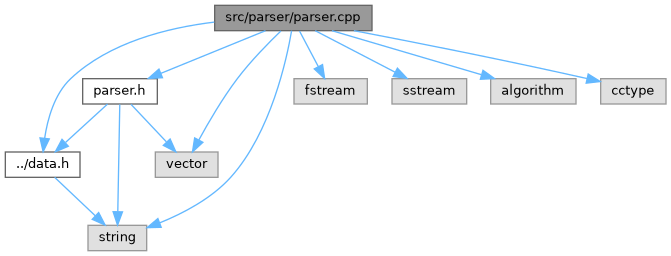 src/parser/parser.cpp
parser.h
fstream
sstream
algorithm
cctype
../data.h
vector
string